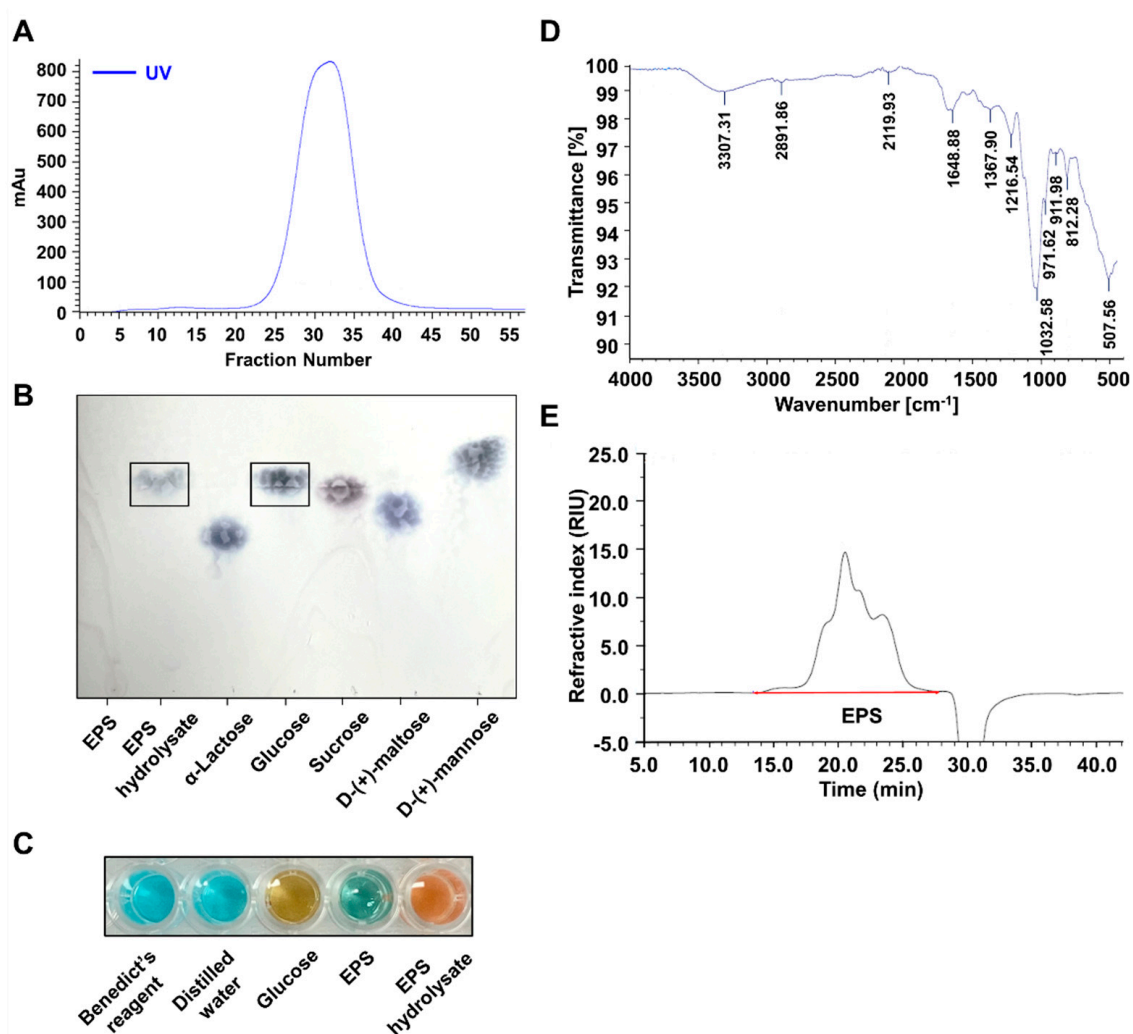 A
UV
mAu
800
700
600
500
400
300
200
100
0
0 5 10 15 20 25 30 35 40 45 50 55
Fraction Number
B
EPS
EPS
hydrolysate
α-Lactose
Glucose
Sucrose
D-(+)-maltose
D-(+)-mannose
C
Benedict's
reagent
Distilled
water
Glucose
EPS
EPS
hydrolysate
D
Transmittance [%]
100
99
98
97
96
95
94
92
91
90
3307.31
2891.86
2119.93
1648.88
1367.90
1216.54
1032.58
971.62
911.98
812.28
507.56
4000 3500 3000 2500 2000 1500 1000 500
Wavenumber [cm-1]
E
Refractive index (RIU)
25.0
20.0
15.0
10.0
5.0
0.0
-5.0
EPS
5.0 15.0 20.0 25.0 30.0 35.0 40.0
Time (min)